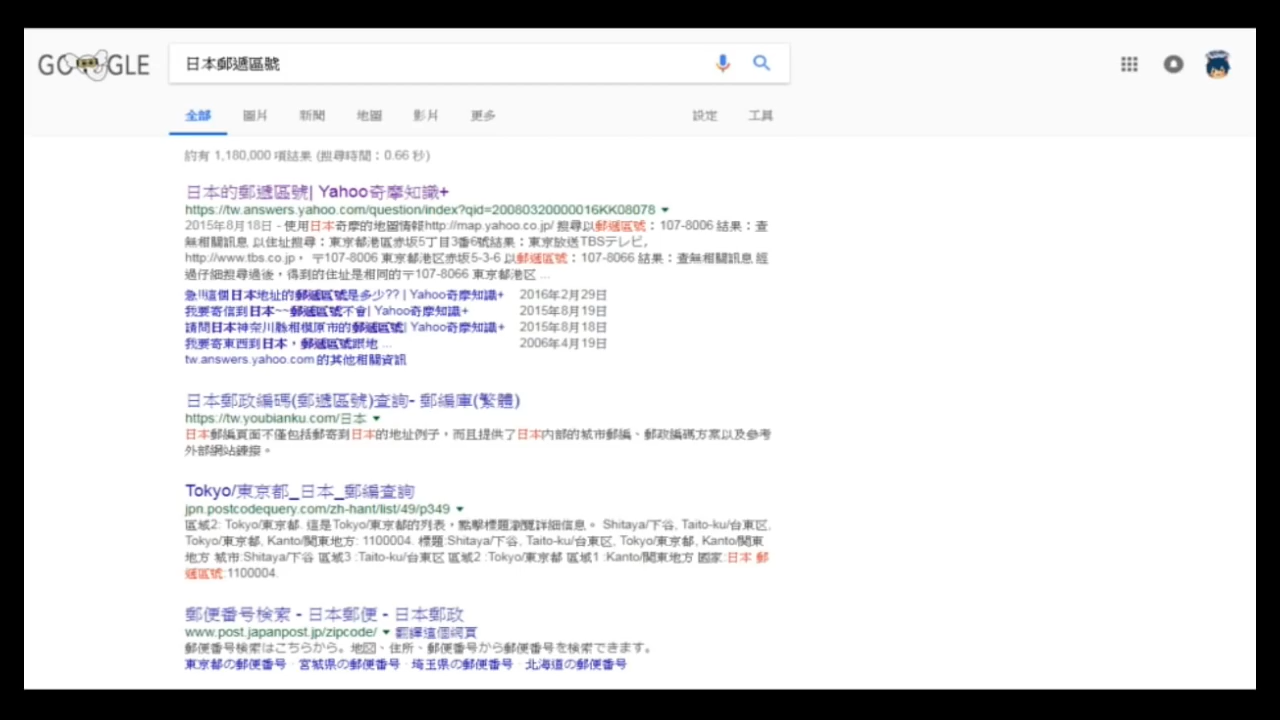 GOOGLE
日本郵遞區號
全部 圖片 新聞 地圖 影片 更多 設定 工具
約有 1,180,000 項結果 (搜尋時間：0.66 秒)
日本的郵遞區號| Yahoo奇摩知識+
https://tw.answers.yahoo.com/question/index?qid=20080320000016KK08078
2015年8月18日 - 使用日本奇摩的地圖情報http://map.yahoo.co.jp/ 搜尋以郵遞區號：107-8006 結果：查
無相關訊息 以住址搜尋：東京都港區赤坂5丁目3番6號結果：東京放送TBSテレビ,
http://www.tbs.co.jp， 〒107-8006 東京都港区赤坂5-3-6 以郵遞區號：107-8066 結果：查無相關訊息 經
過仔細搜尋過後，得到的住址是相同的〒107-8066 東京都港区 ...
急!!這個日本地址的郵遞區號是多少?? | Yahoo奇摩知識+ 2016年2月29日
我要寄信到日本~~郵遞區號不會| Yahoo奇摩知識+ 2015年8月19日
請問日本神奈川縣相模原市的郵遞區號| Yahoo奇摩知識+ 2015年8月18日
我要寄東西到日本，郵遞區號跟地 ... 2006年4月19日
tw.answers.yahoo.com 的其他相關資訊
日本郵政編碼(郵遞區號)查詢- 郵編庫(繁體)
https://tw.youbianku.com/日本
日本郵編頁面不僅包括郵寄到日本的地址例子，而且提供了日本内部的城市郵編、郵政編碼方案以及參考
外部網站鏈接。
Tokyo/東京都_日本_郵編查詢
jpn.postcodequery.com/zh-hant/list/49/p349
區域2: Tokyo/東京都. 這是Tokyo/東京都的列表，點擊標題瀏覽詳細信息。 Shitaya/下谷, Taito-ku/台東区,
Tokyo/東京都, Kanto/関東地方: 1100004. 標題:Shitaya/下谷, Taito-ku/台東区, Tokyo/東京都, Kanto/関東
地方 城市:Shitaya/下谷 區域3 :Taito-ku/台東区 區域2 :Tokyo/東京都 區域1 :Kanto/関東地方 國家:日本 郵
遞區號:1100004.
郵便番号検索 - 日本郵便 - 日本郵政
www.post.japanpost.jp/zipcode/ 翻譯這個網頁
郵便番号検索はこちらから。地図、住所、郵便番号から郵便番号を検索できます。
東京都の郵便番号 · 宮城県の郵便番号 · 埼玉県の郵便番号 · 北海道の郵便番号